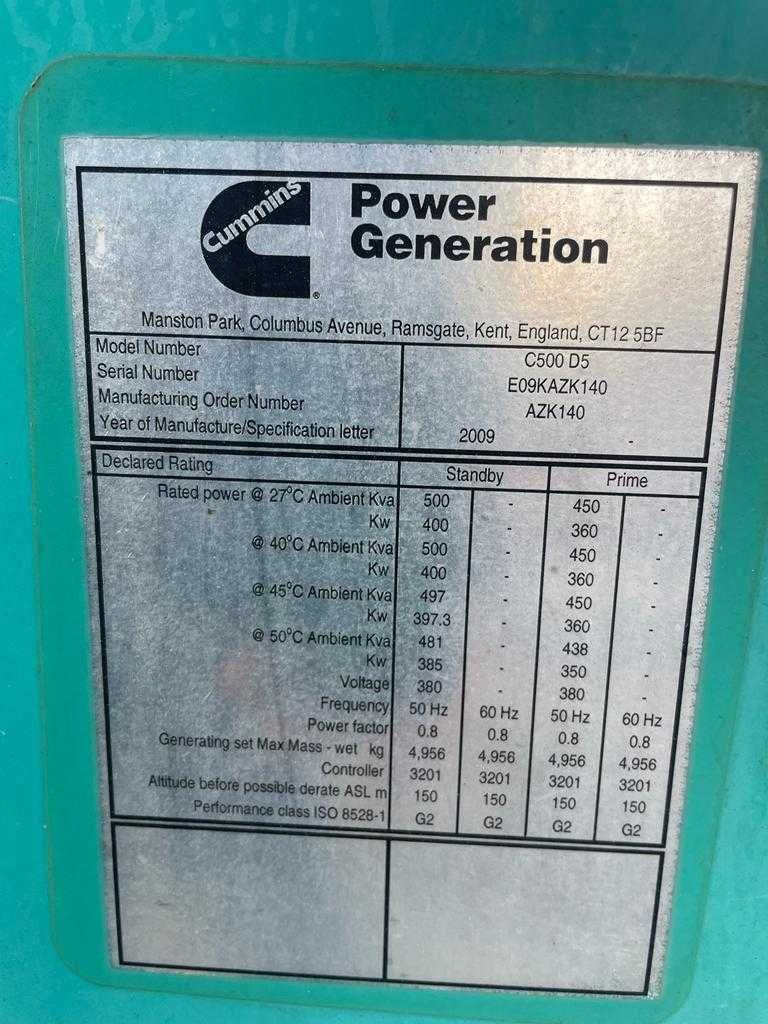 Cummins
Power
Generation
®
Manston Park, Columbus Avenue, Ramsgate, Kent, England, CT12 5BF
Model Number C500 D5
Serial Number E09KAZK140
Manufacturing Order Number AZK140
Year of Manufacture/Specification letter 2009 -
Declared Rating Standby Prime
Rated power @ 27°C Ambient Kva 500 - 450 -
Kw 400 - 360 -
@ 40°C Ambient Kva 500 - 450 -
Kw 400 - 360 -
@ 45°C Ambient Kva 497 - 450 -
Kw 397.3 - 360 -
@ 50°C Ambient Kva 481 - 438 -
Kw 385 - 350 -
Voltage 380 - 380 -
Frequency 50 Hz 60 Hz 50 Hz 60 Hz
Power factor 0.8 0.8 0.8 0.8
Generating set Max Mass - wet kg 4,956 4,956 4,956 4,956
Controller 3201 3201 3201 3201
Altitude before possible derate ASL m 150 150 150 150
Performance class ISO 8528-1 G2 G2 G2 G2